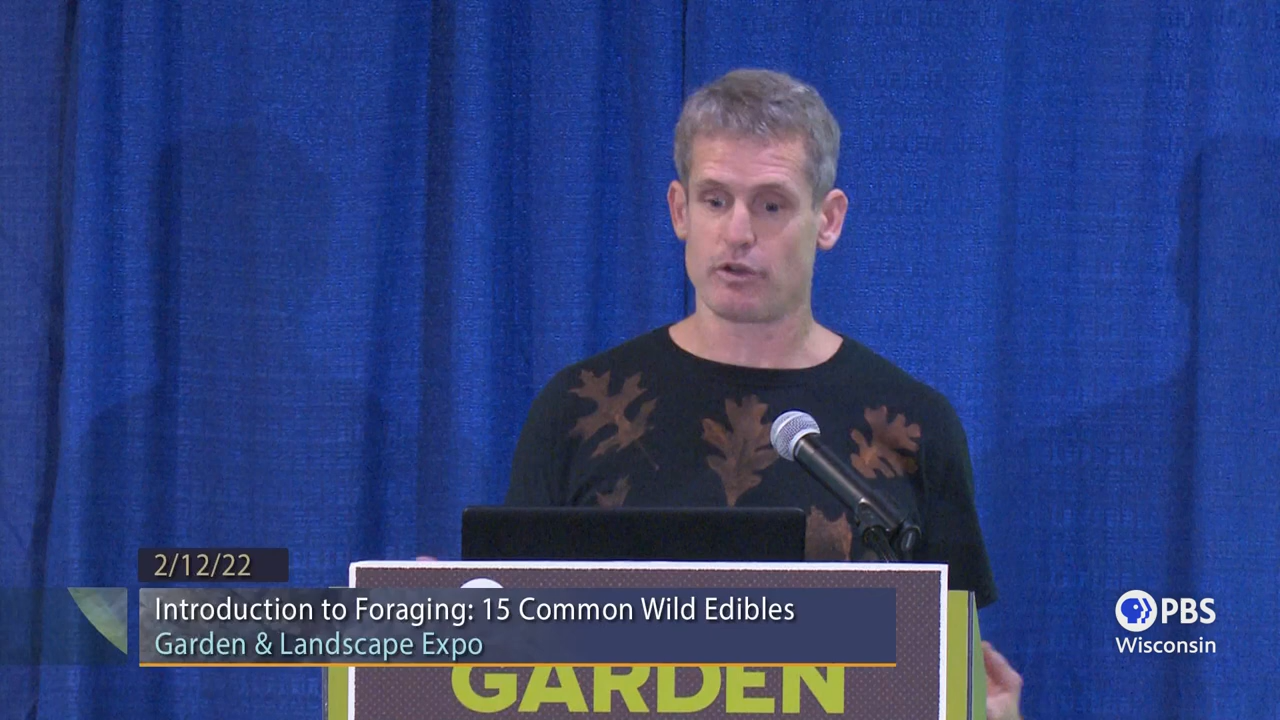 2/12/22
Introduction to Foraging: 15 Common Wild Edibles
Garden & Landscape Expo
GARDEN
PBS
Wisconsin